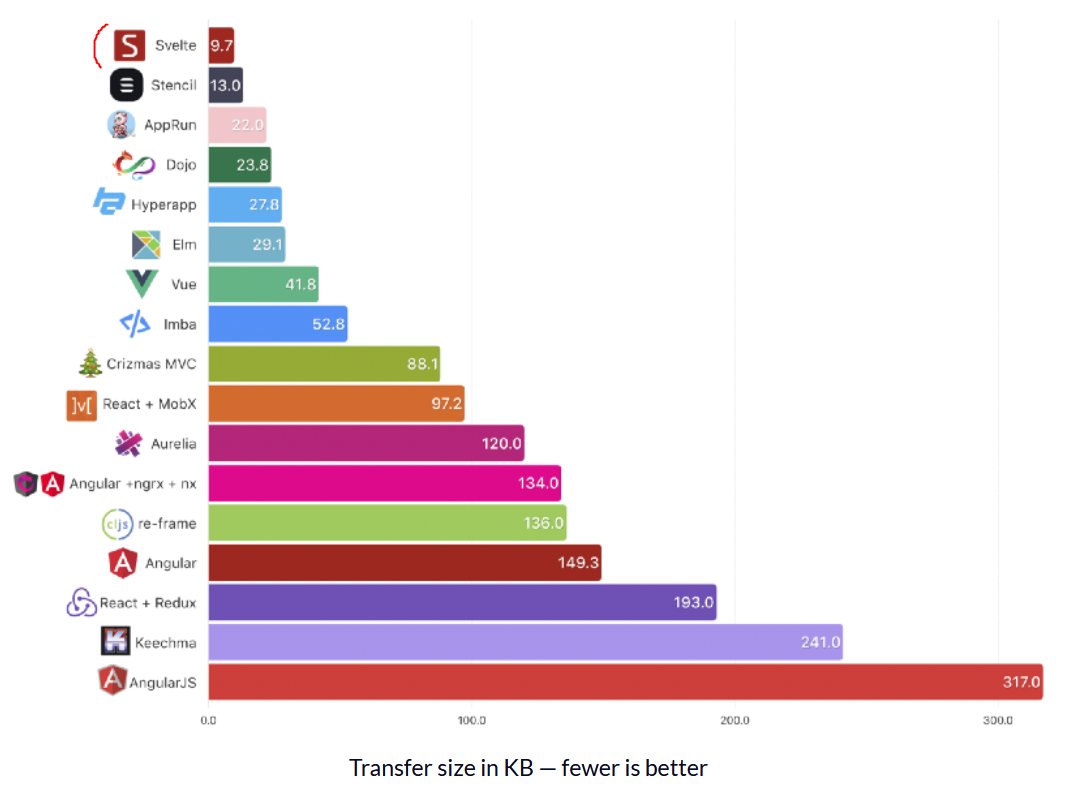 Svelte 9.7
Stencil 13.0
AppRun 22.0
Dojo 23.8
Hyperapp 27.8
Elm 29.1
Vue 41.8
Imba 52.8
Crizmas MVC 88.1
]v[ React + MobX 97.2
Aurelia 120.0
Angular +ngrx + nx 134.0
cljs re-frame 136.0
Angular 149.3
React + Redux 193.0
Keechma 241.0
AngularJS 317.0
0.0 100.0 200.0 300.0
Transfer size in KB — fewer is better